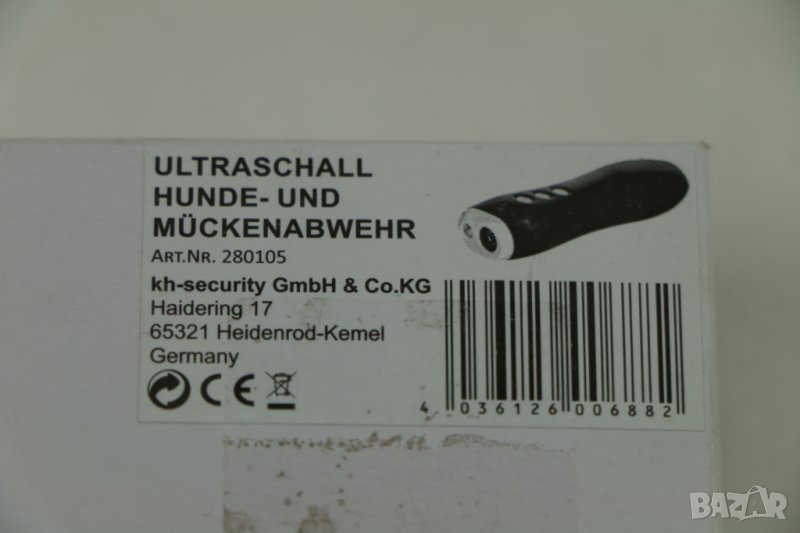 ULTRASCHALL
HUNDE- UND
MÜCKENABWEHR
ART.NR. 280105
kh-security GmbH & Co.KG
Haidering 17
65321 Heidenrod-Kemel
Germany
CE
4 036126 006882
BAZAR